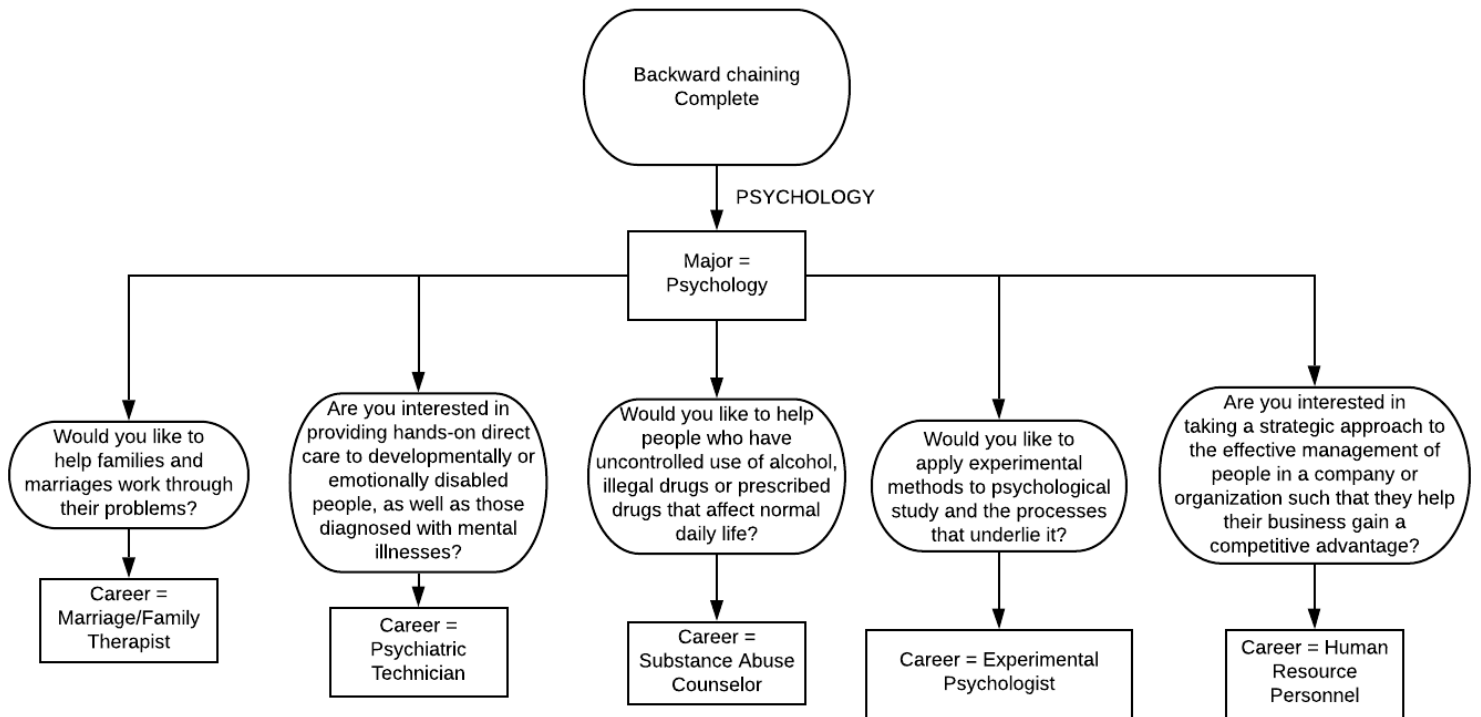 Backward chaining
Complete
PSYCHOLOGY
Major =
Psychology
Would you like to
help families and
marriages work through
their problems?
Are you interested in
providing hands-on direct
care to developmentally or
emotionally disabled
people, as well as those
diagnosed with mental
illnesses?
Would you like to help
people who have
uncontrolled use of alcohol,
illegal drugs or prescribed
drugs that affect normal
daily life?
Would you like to
apply experimental
methods to psychological
study and the processes
that underlie it?
Are you interested in
taking a strategic approach to
the effective management of
people in a company or
organization such that they help
their business gain a
competitive advantage?
Career =
Marriage/Family
Therapist
Career =
Psychiatric
Technician
Career =
Substance Abuse
Counselor
Career = Experimental
Psychologist
Career = Human
Resource
Personnel